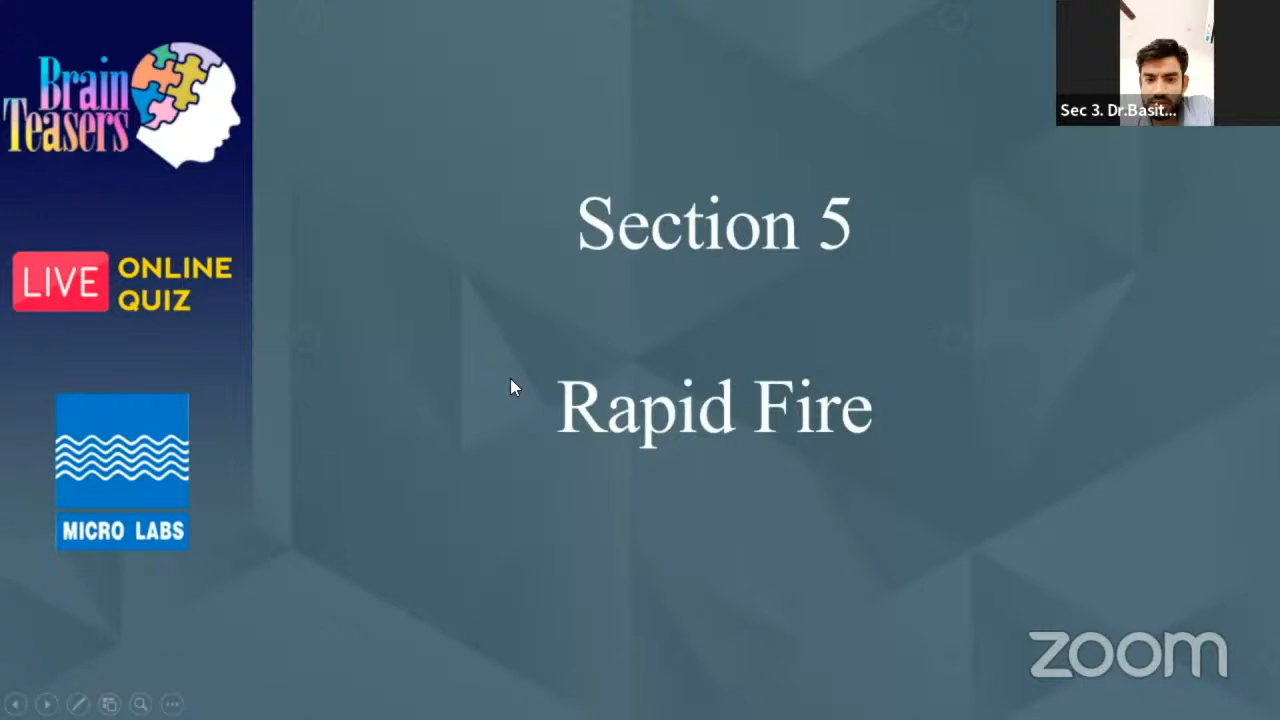 Brain
Teasers
LIVE ONLINE
QUIZ
MICRO LABS
Section 5
Rapid Fire
Sec 3. Dr.Basit...
zoom